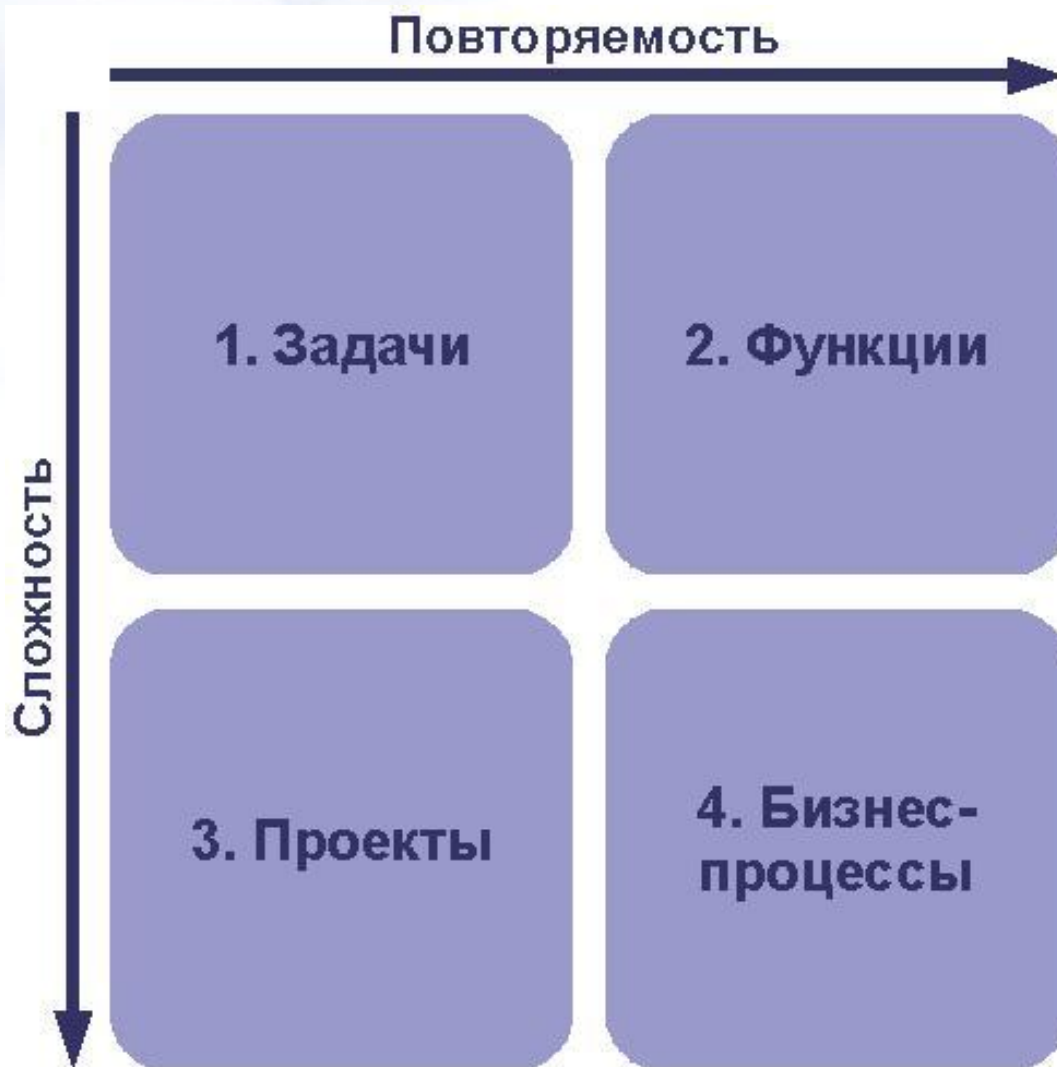 Повторяемость
Сложность
1. Задачи
2. Функции
3. Проекты
4. Бизнес-
процессы